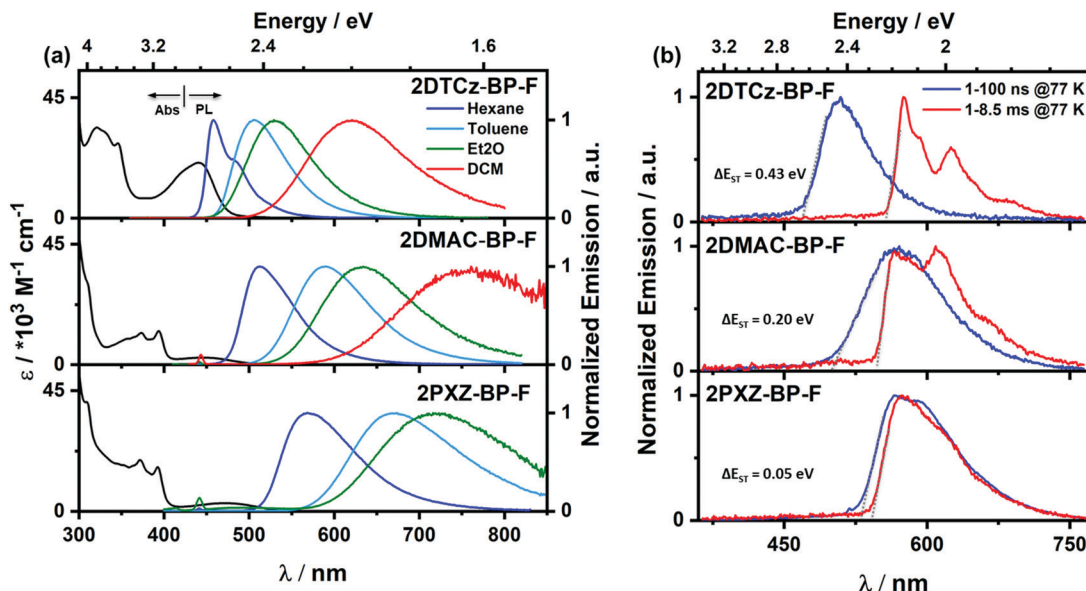 Energy / eV
(a) 4 3.2 2.4 1.6
2DTCz-BP-F
Abs PL
Hexane
Toluene
Et2O
DCM
45
0
1
0
2DMAC-BP-F
45
0
1
0
2PXZ-BP-F
45
0
1
0
ε / *10³ M⁻¹ cm⁻¹
Normalized Emission / a.u.
300 400 500 600 700 800
λ / nm
Energy / eV
(b) 3.2 2.8 2.4 2
2DTCz-BP-F
1-100 ns @77 K
1-8.5 ms @77 K
ΔE_ST = 0.43 eV
1
0
2DMAC-BP-F
ΔE_ST = 0.20 eV
1
0
2PXZ-BP-F
ΔE_ST = 0.05 eV
1
0
Normalized Emission / a.u.
450 600 750
λ / nm